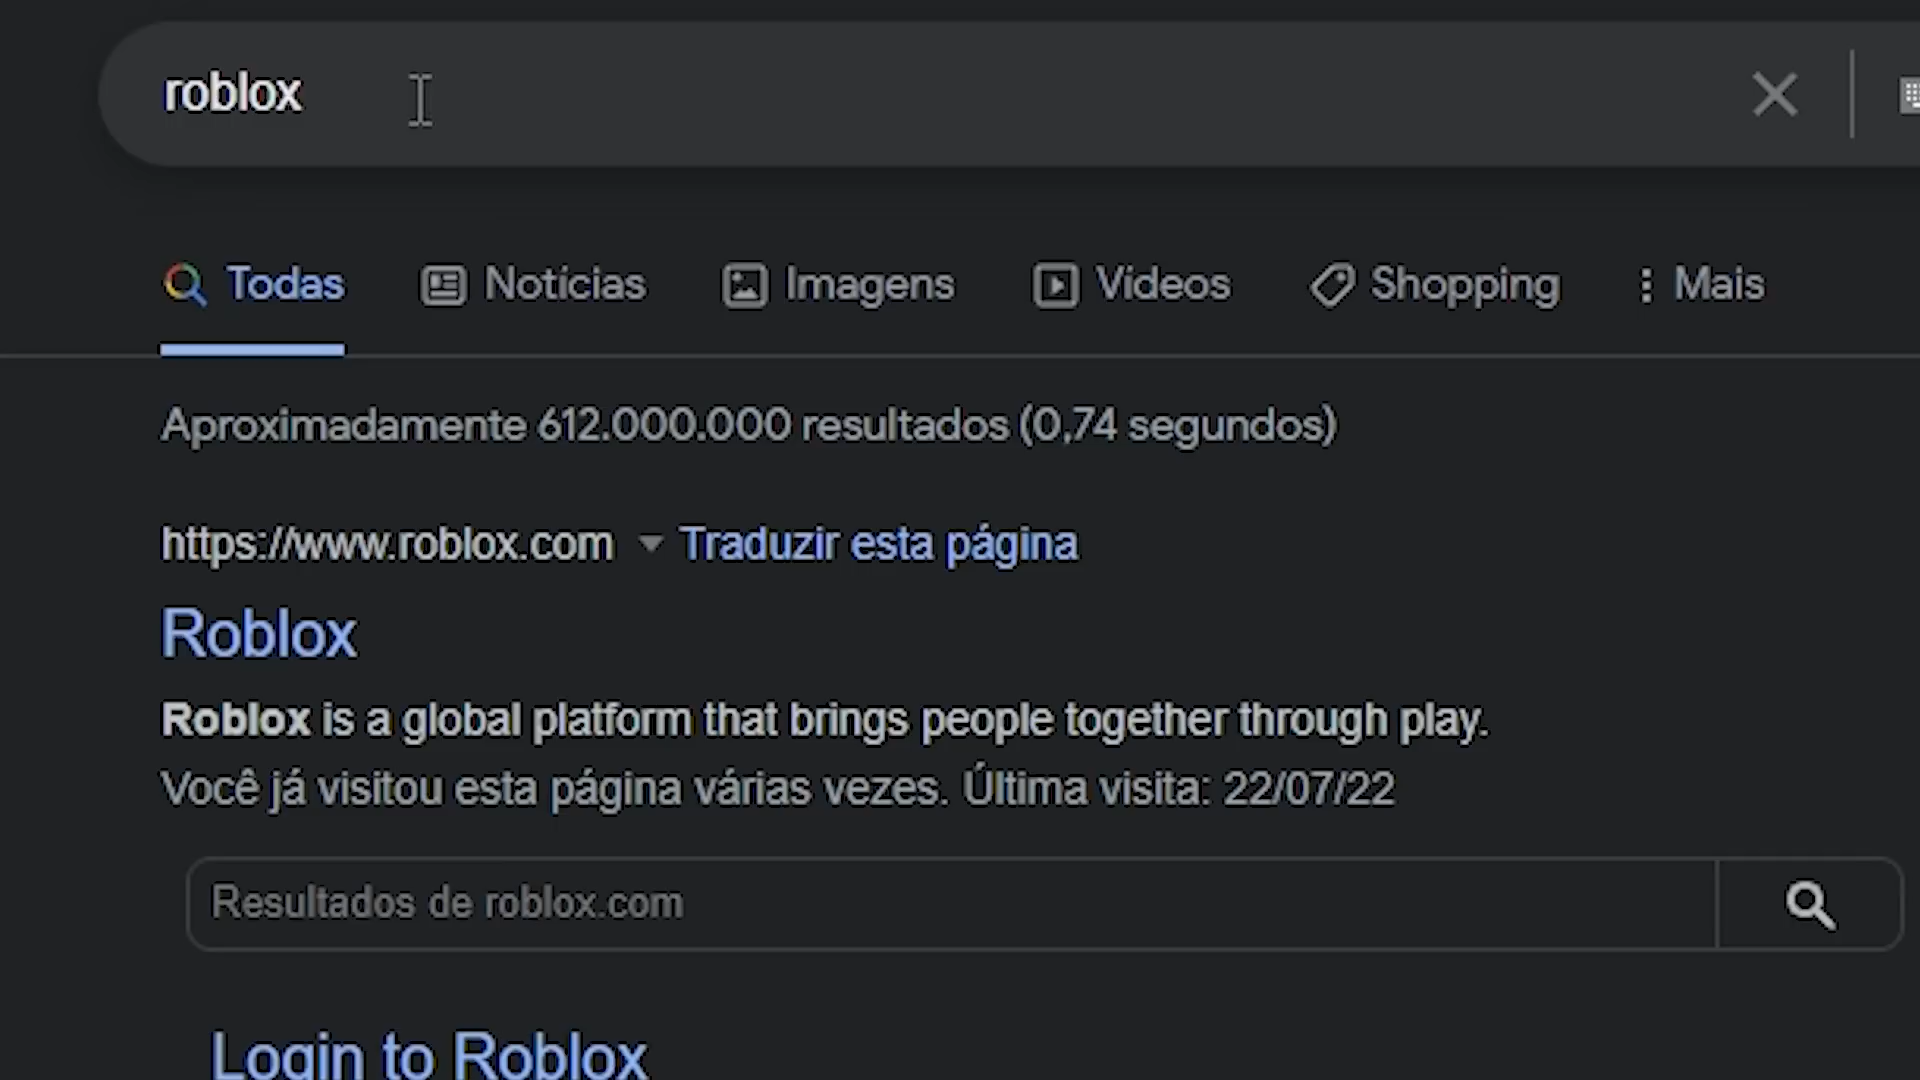 roblox
Todas Notícias Imagens Vídeos Shopping Mais
Aproximadamente 612.000.000 resultados (0,74 segundos)
https://www.roblox.com Traduzir esta página
Roblox
Roblox is a global platform that brings people together through play.
Você já visitou esta página várias vezes. Última visita: 22/07/22
Resultados de roblox.com
Login to Roblox